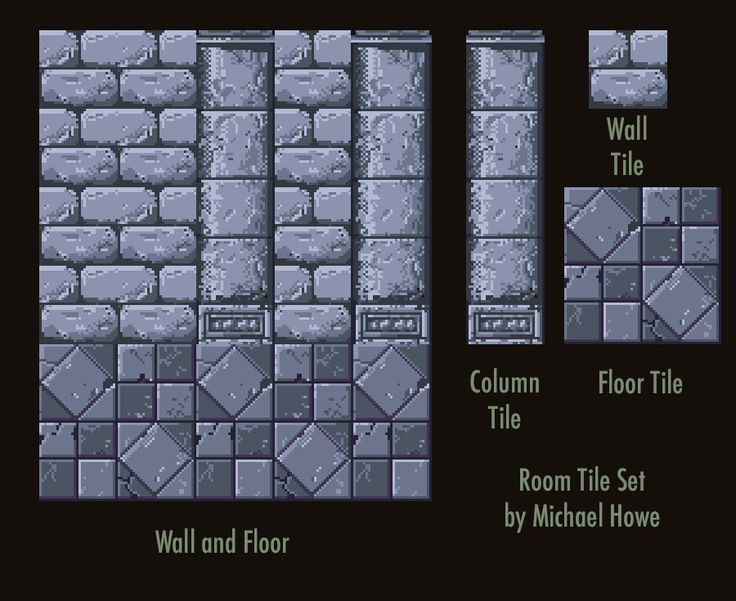 Wall
Tile
Column
Tile
Floor Tile
Room Tile Set
by Michael Howe
Wall and Floor